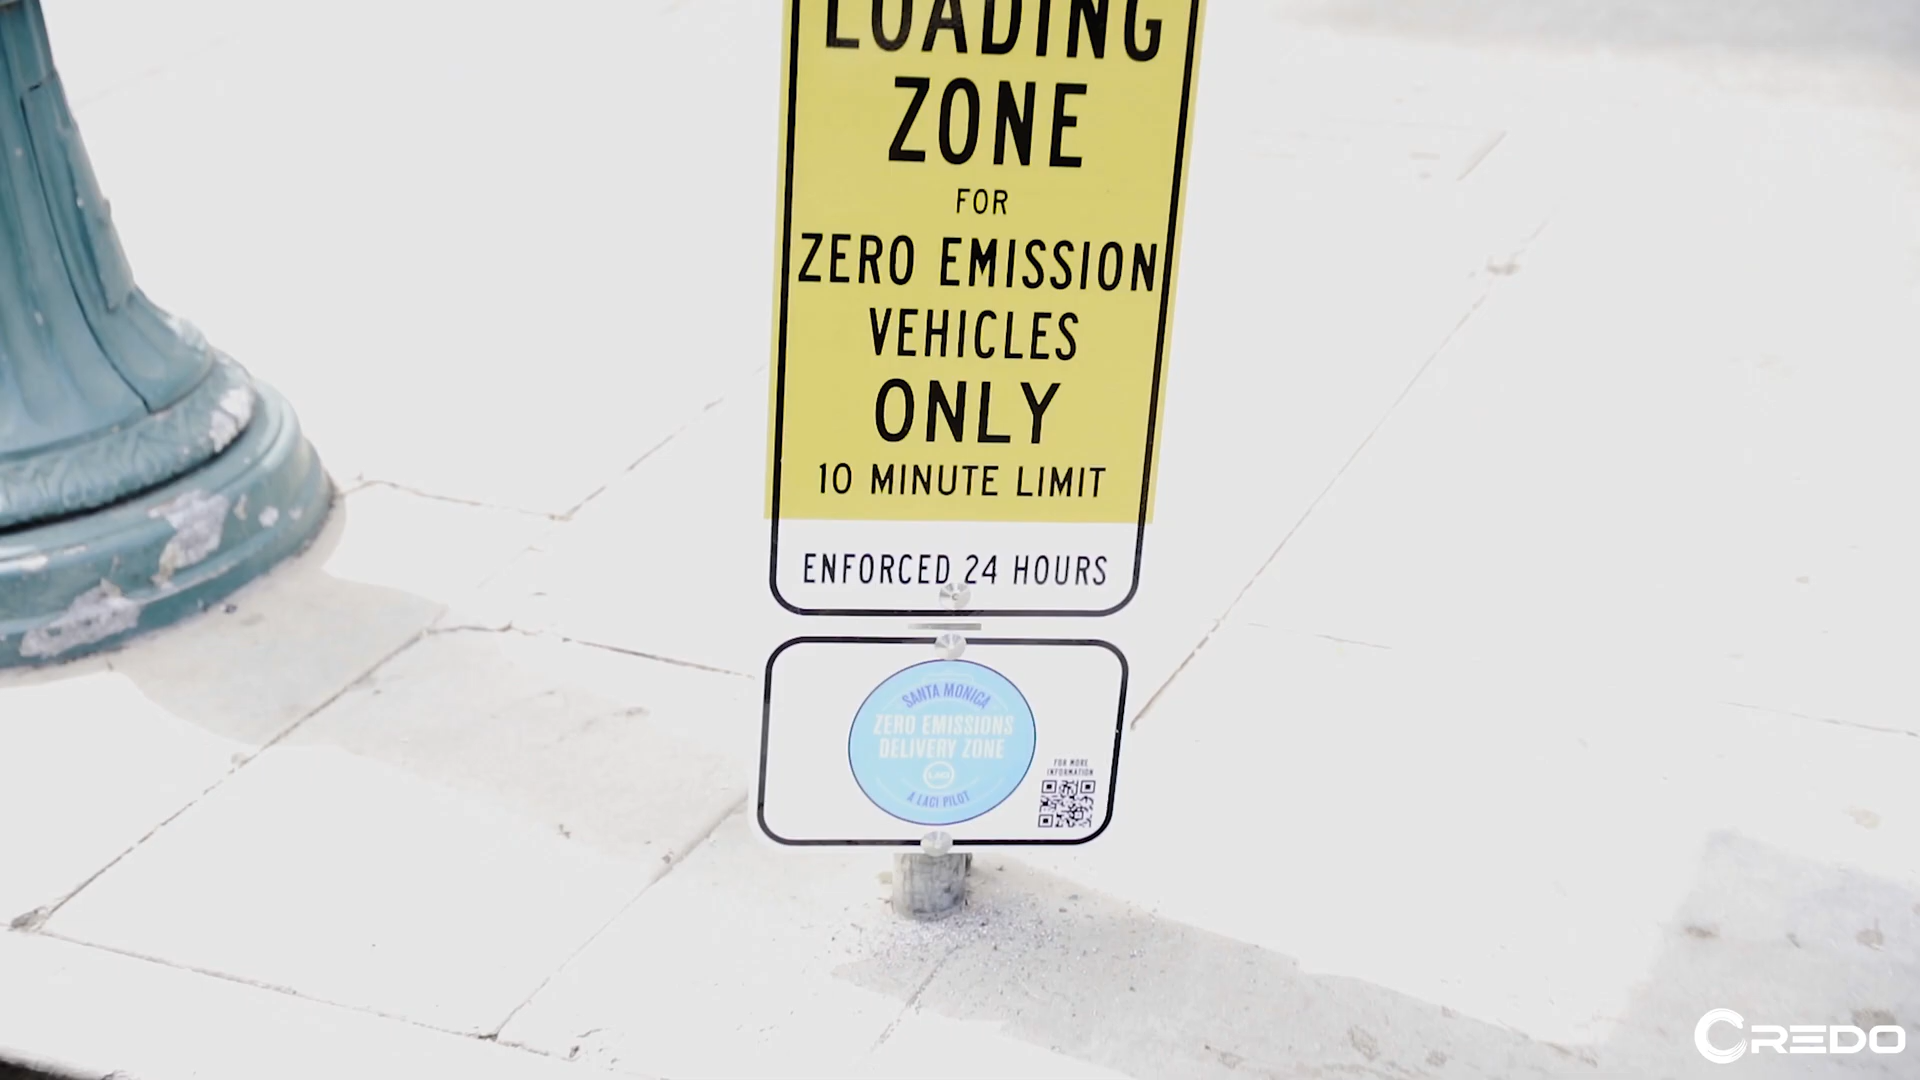 LOADING
ZONE
FOR
ZERO EMISSION
VEHICLES
ONLY
10 MINUTE LIMIT
ENFORCED 24 HOURS
SANTA MONICA
ZERO EMISSIONS
DELIVERY ZONE
LACI
A LACI PILOT
FOR MORE
INFORMATION
CREDO